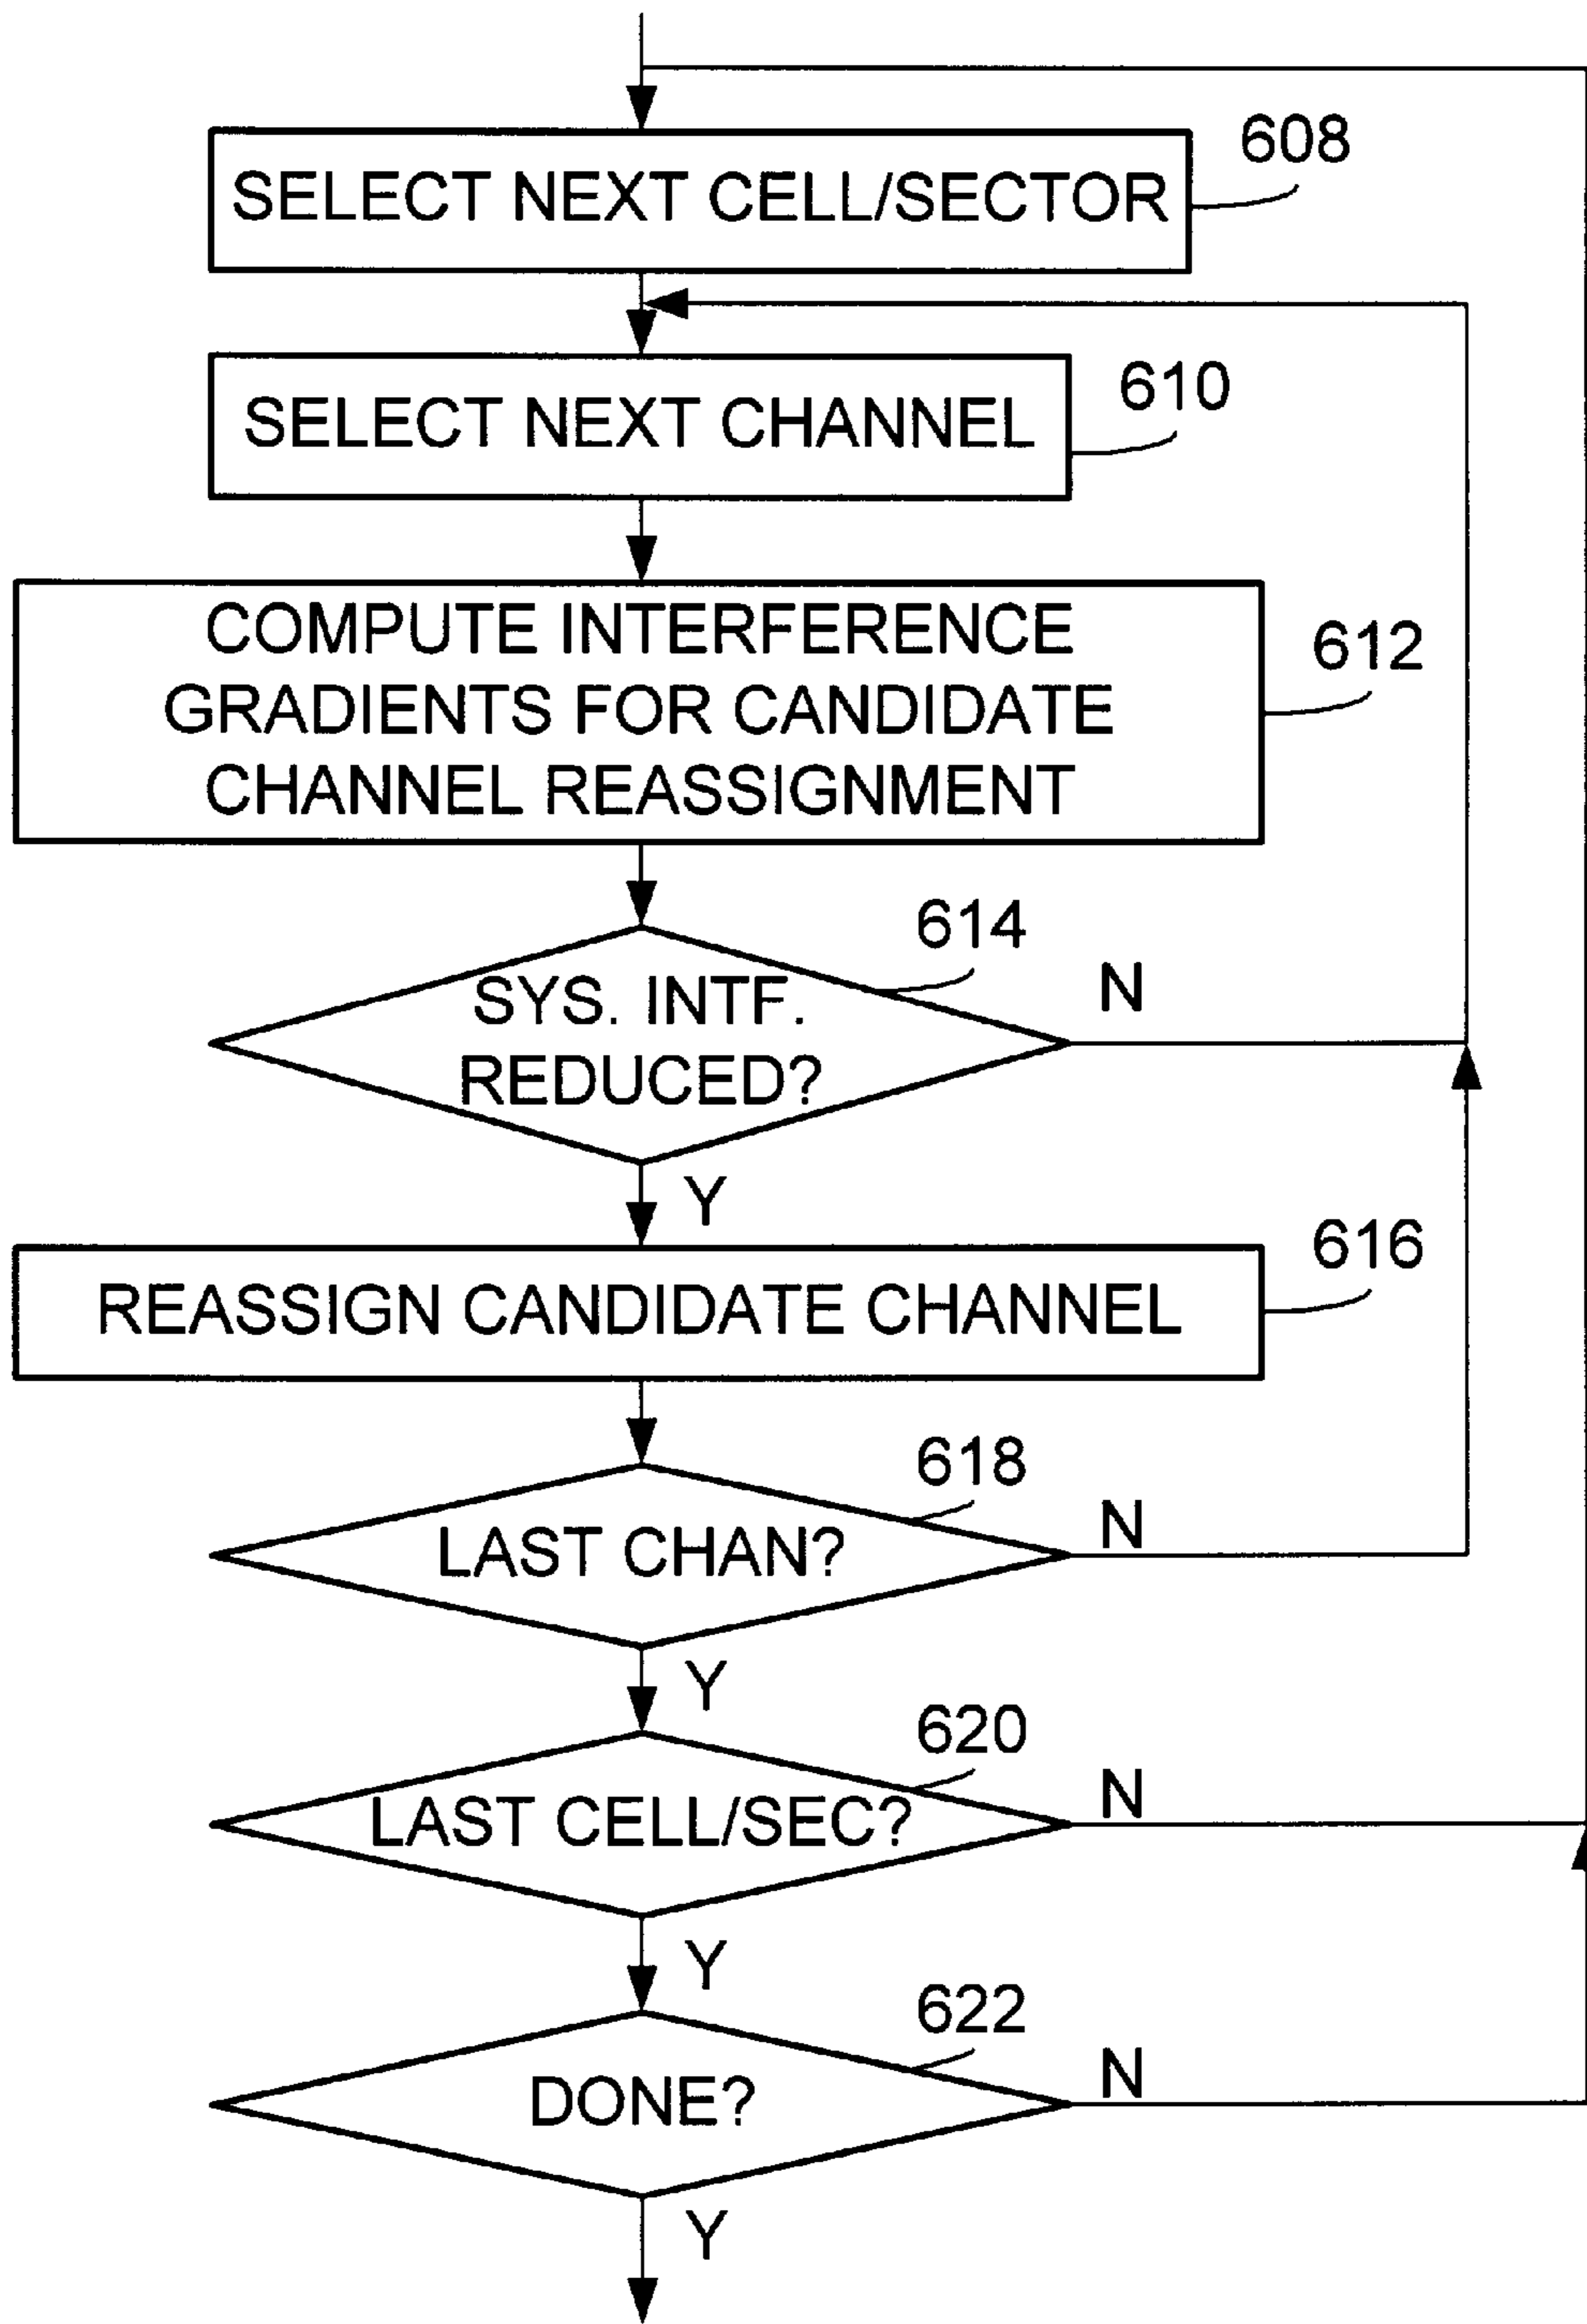 608
SELECT NEXT CELL/SECTOR
610
SELECT NEXT CHANNEL
COMPUTE INTERFERENCE
GRADIENTS FOR CANDIDATE
CHANNEL REASSIGNMENT
612
614
SYS. INTF.
REDUCED?
N
Y
616
REASSIGN CANDIDATE CHANNEL
618
LAST CHAN?
N
Y
620
LAST CELL/SEC?
N
Y
622
DONE?
N
Y